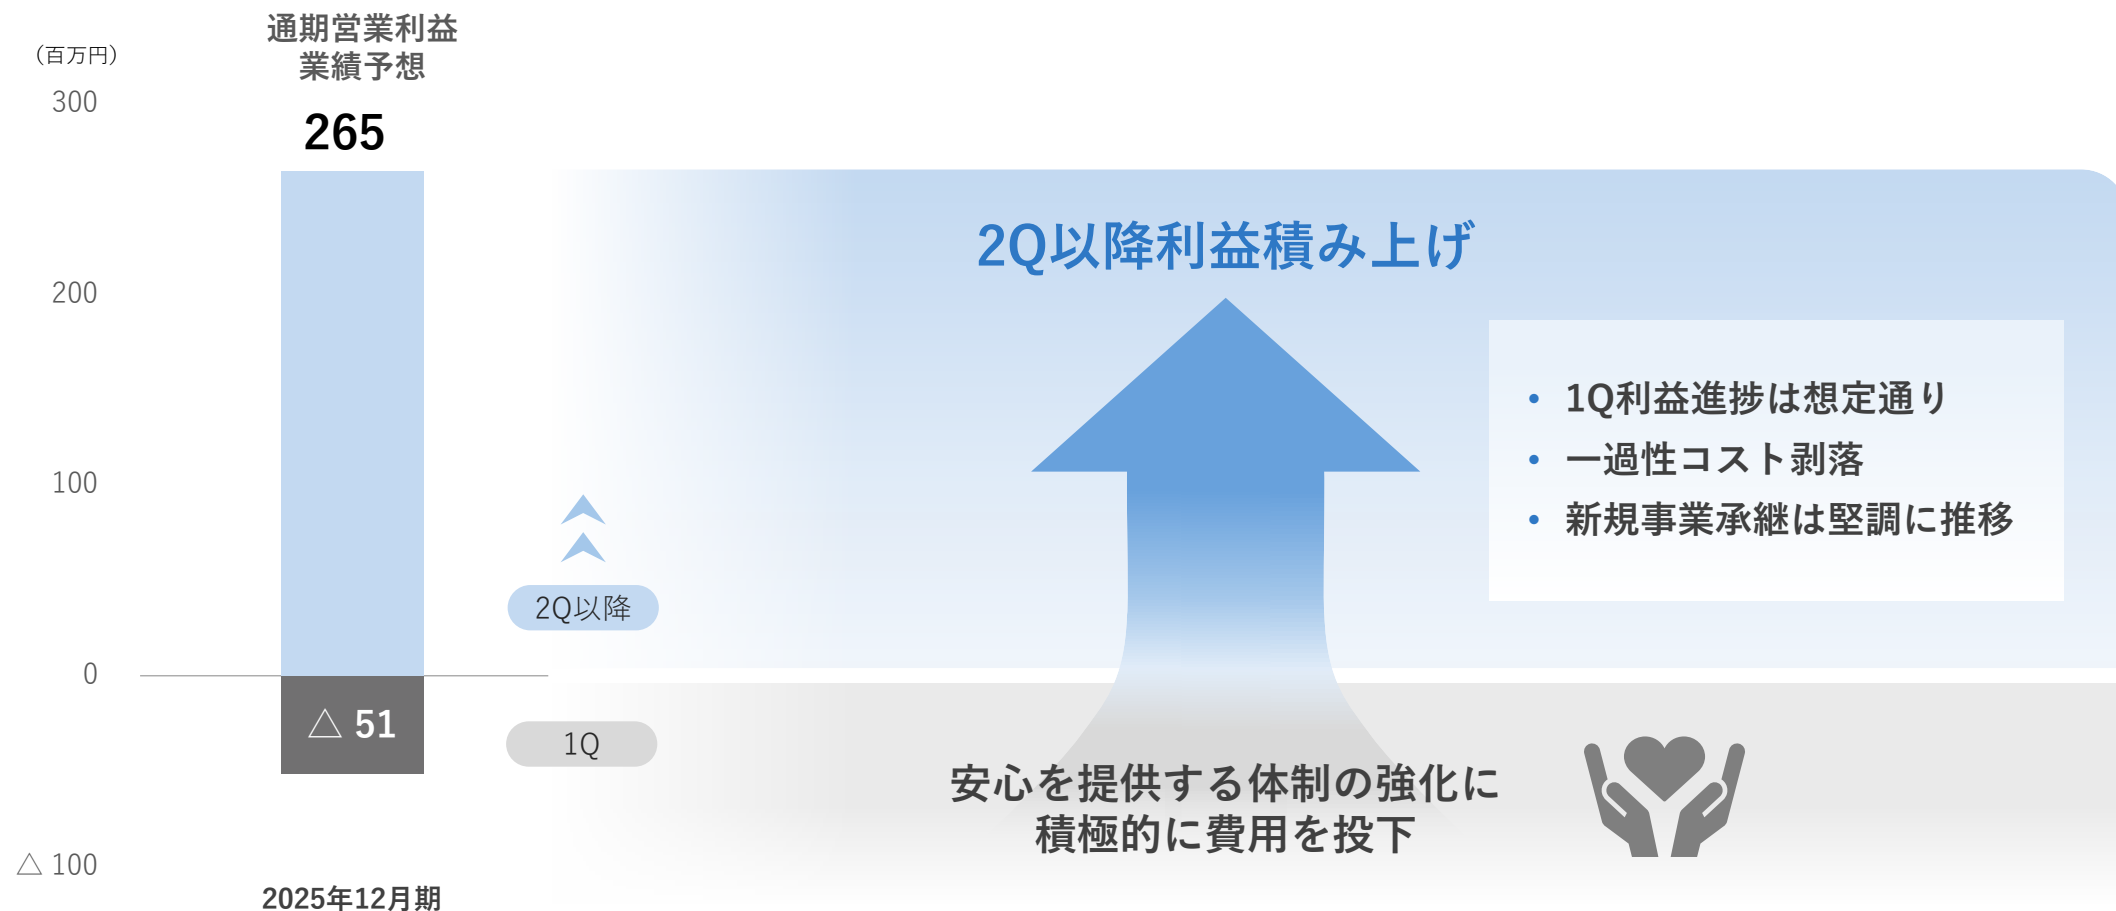 通期営業利益
業績予想
（百万円）
300
265
200
100
0
△ 100
△ 51
2025年12月期
2Q以降
1Q
2Q以降利益積み上げ
• 1Q利益進捗は想定通り
• 一過性コスト剥落
• 新規事業承継は堅調に推移
安心を提供する体制の強化に
積極的に費用を投下